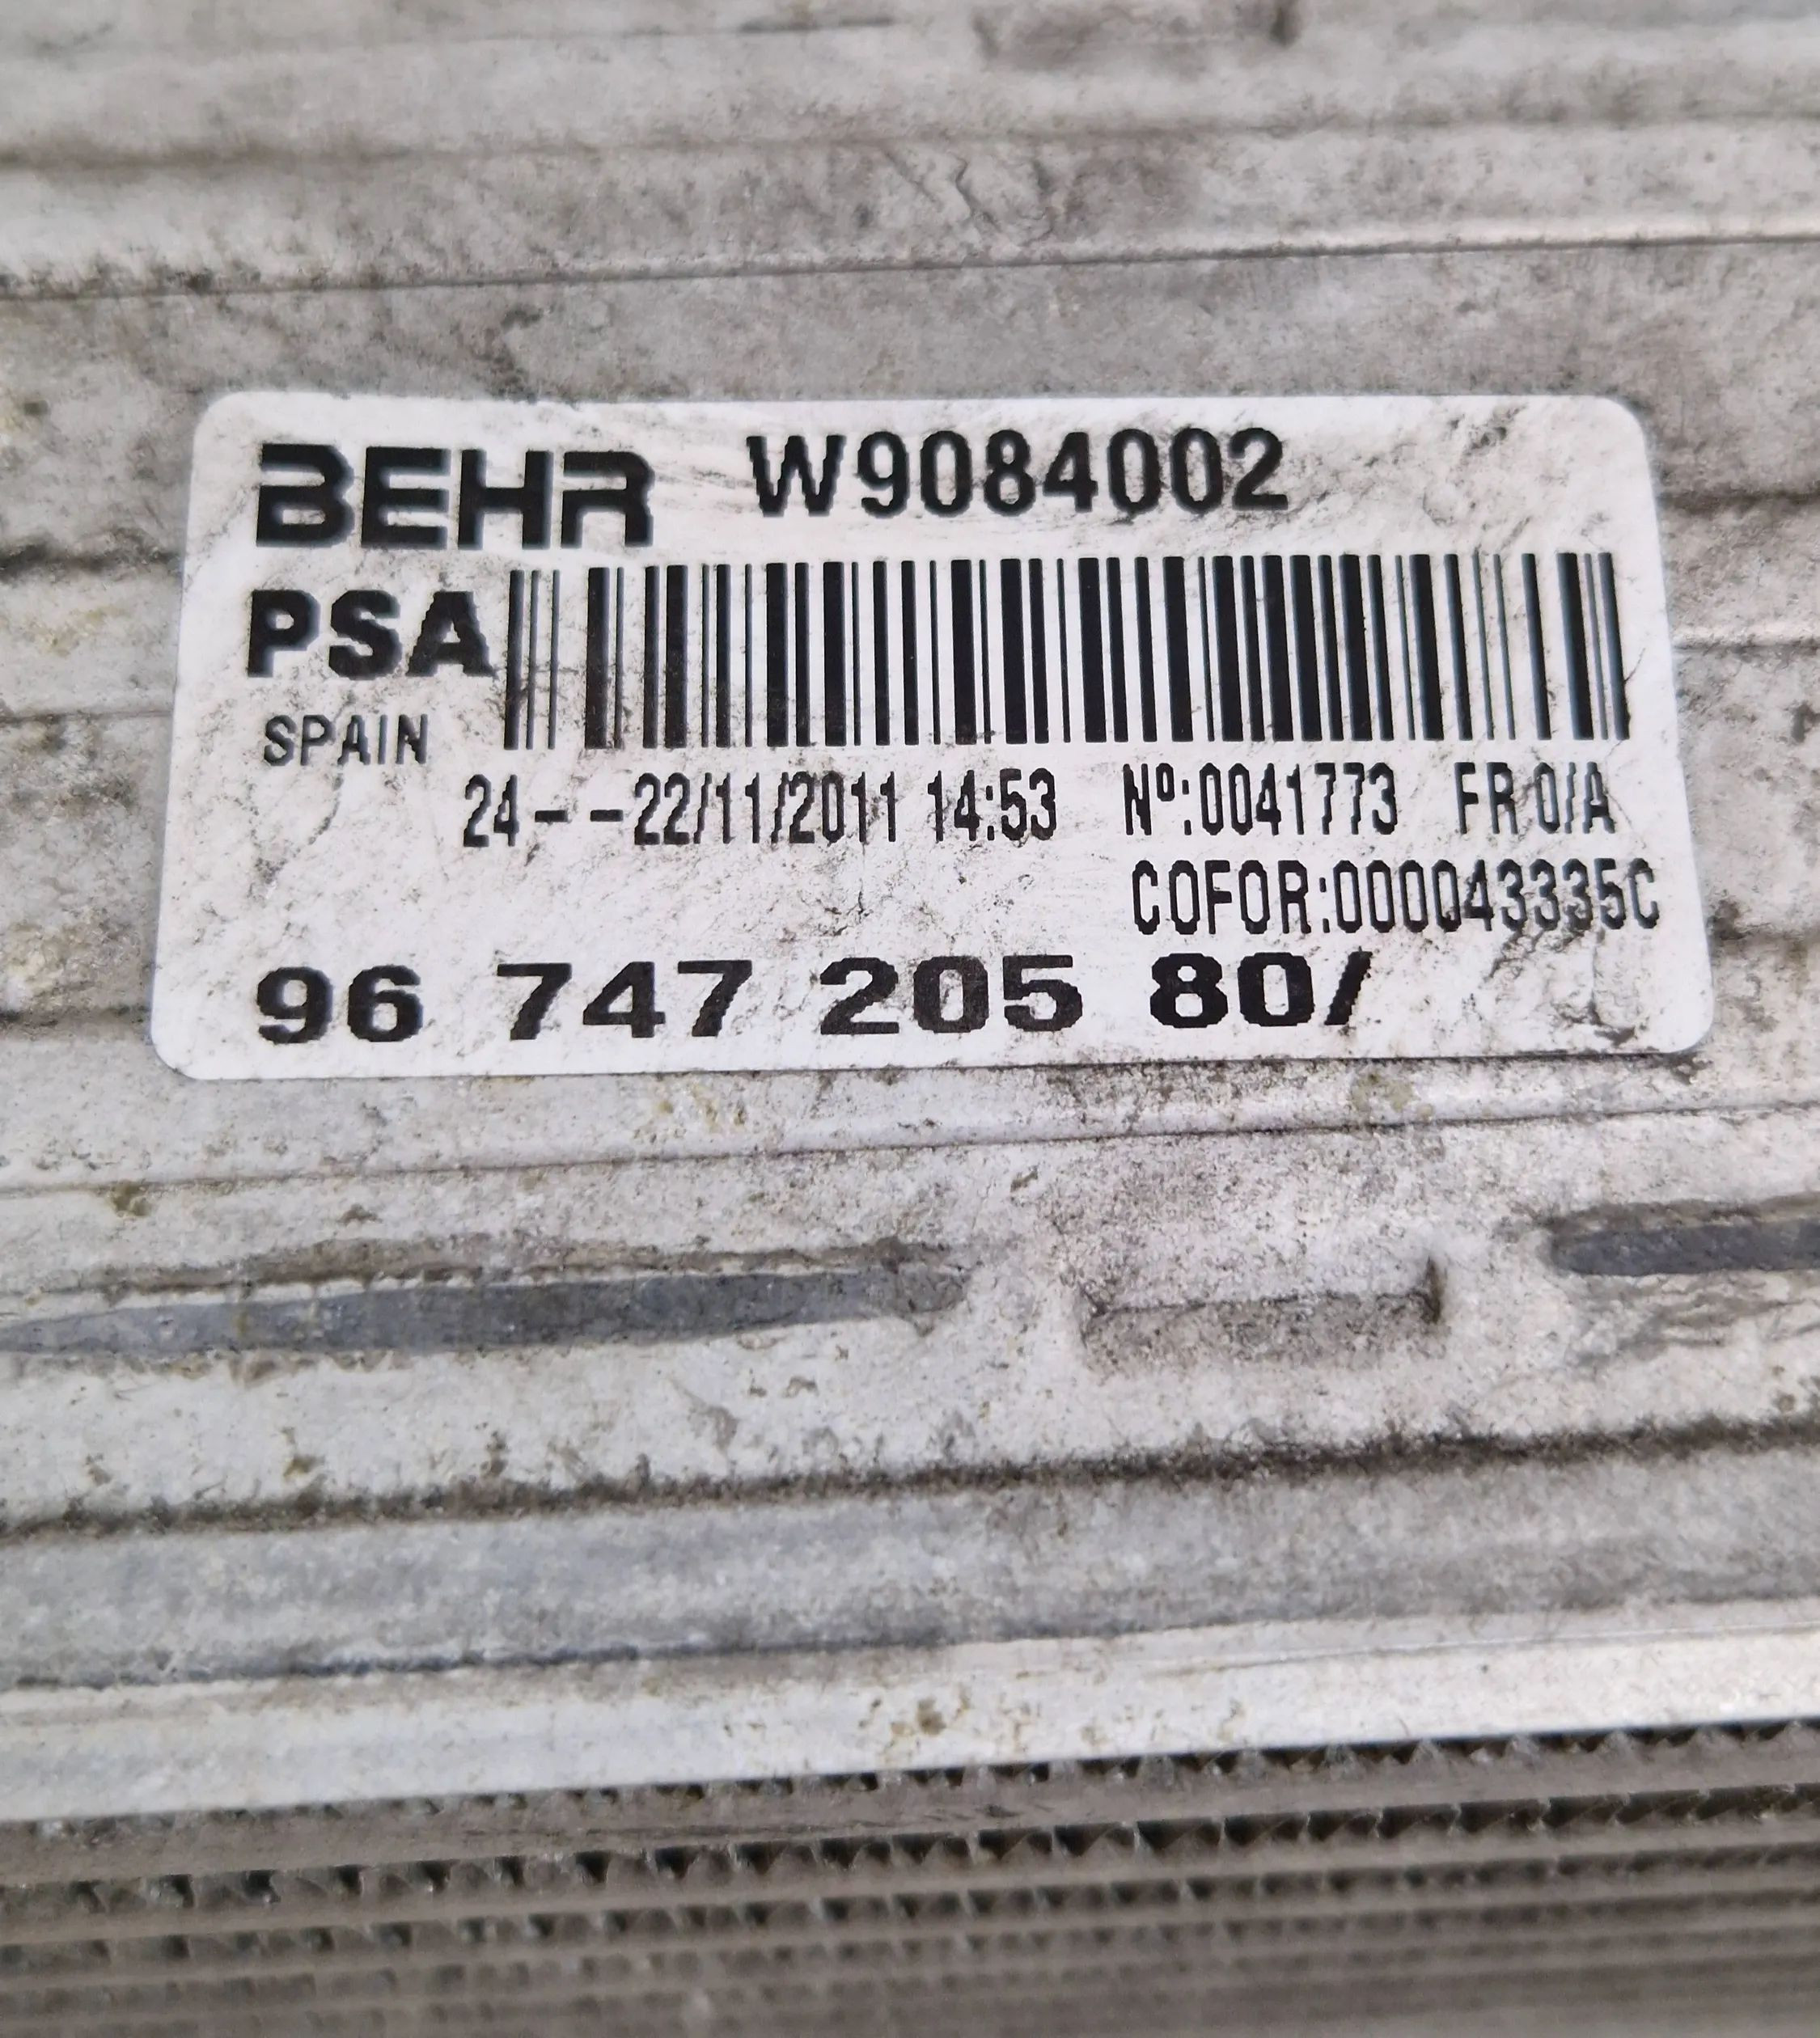 BEHR W9084002
PSA
SPAIN
24- -22/11/2011 14:53 Nº:0041773 FR 0/A
COFOR:000043335C
96 747 205 80/